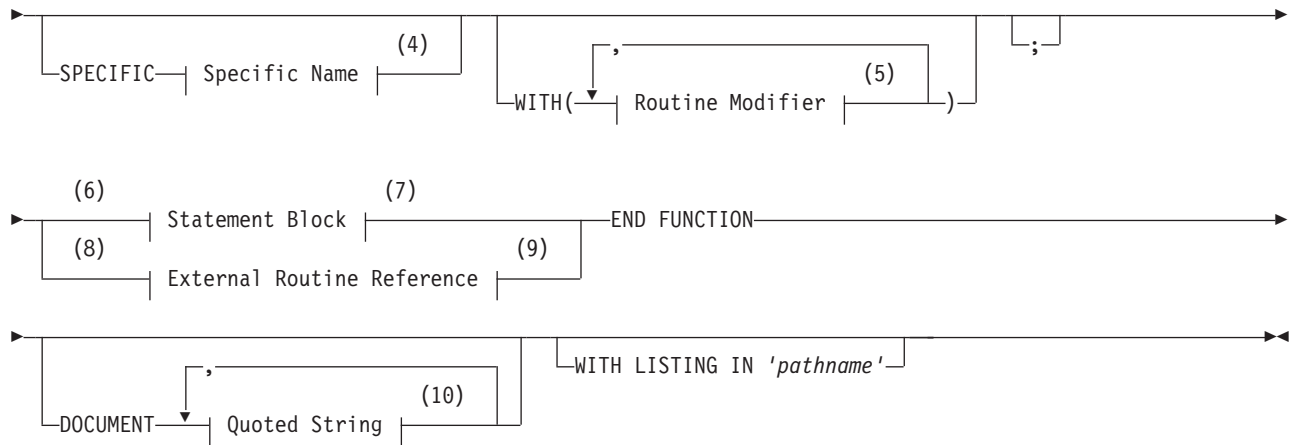 , ;
(4) (5)
SPECIFIC Specific Name WITH( Routine Modifier )
(6) (7)
Statement Block END FUNCTION
(8) (9)
External Routine Reference
, WITH LISTING IN 'pathname'
(10)
DOCUMENT Quoted String